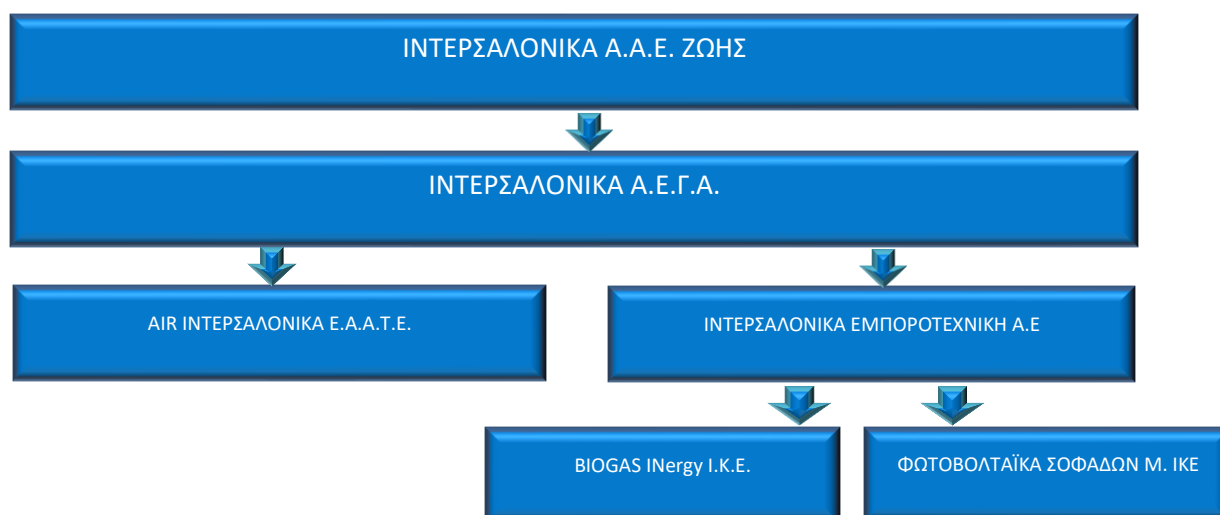 ΙΝΤΕΡΣΑΛΟΝΙΚΑ Α.Α.Ε. ΖΩΗΣ
ΙΝΤΕΡΣΑΛΟΝΙΚΑ Α.Ε.Γ.Α.
AIR ΙΝΤΕΡΣΑΛΟΝΙΚΑ Ε.Α.Α.Τ.Ε.
ΙΝΤΕΡΣΑΛΟΝΙΚΑ ΕΜΠΟΡΟΤΕΧΝΙΚΗ Α.Ε
BIOGAS INergy Ι.Κ.Ε.
ΦΩΤΟΒΟΛΤΑΪΚΑ ΣΟΦΑΔΩΝ Μ. ΙΚΕ